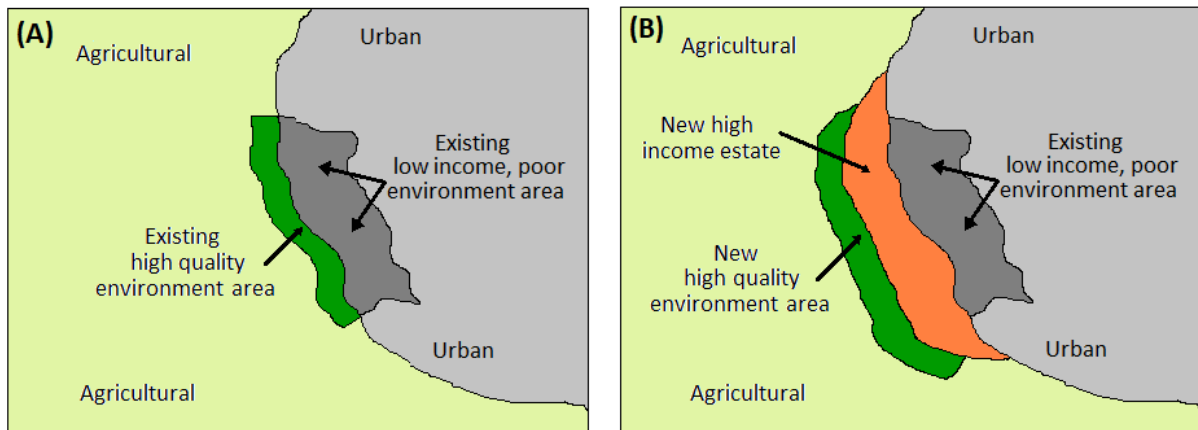 (A)
Agricultural
Urban
Existing
low income, poor
environment area
Existing
high quality
environment area
Urban
Agricultural
(B)
Agricultural
Urban
New high
income estate
Existing
low income, poor
environment area
New
high quality
environment area
Urban
Agricultural